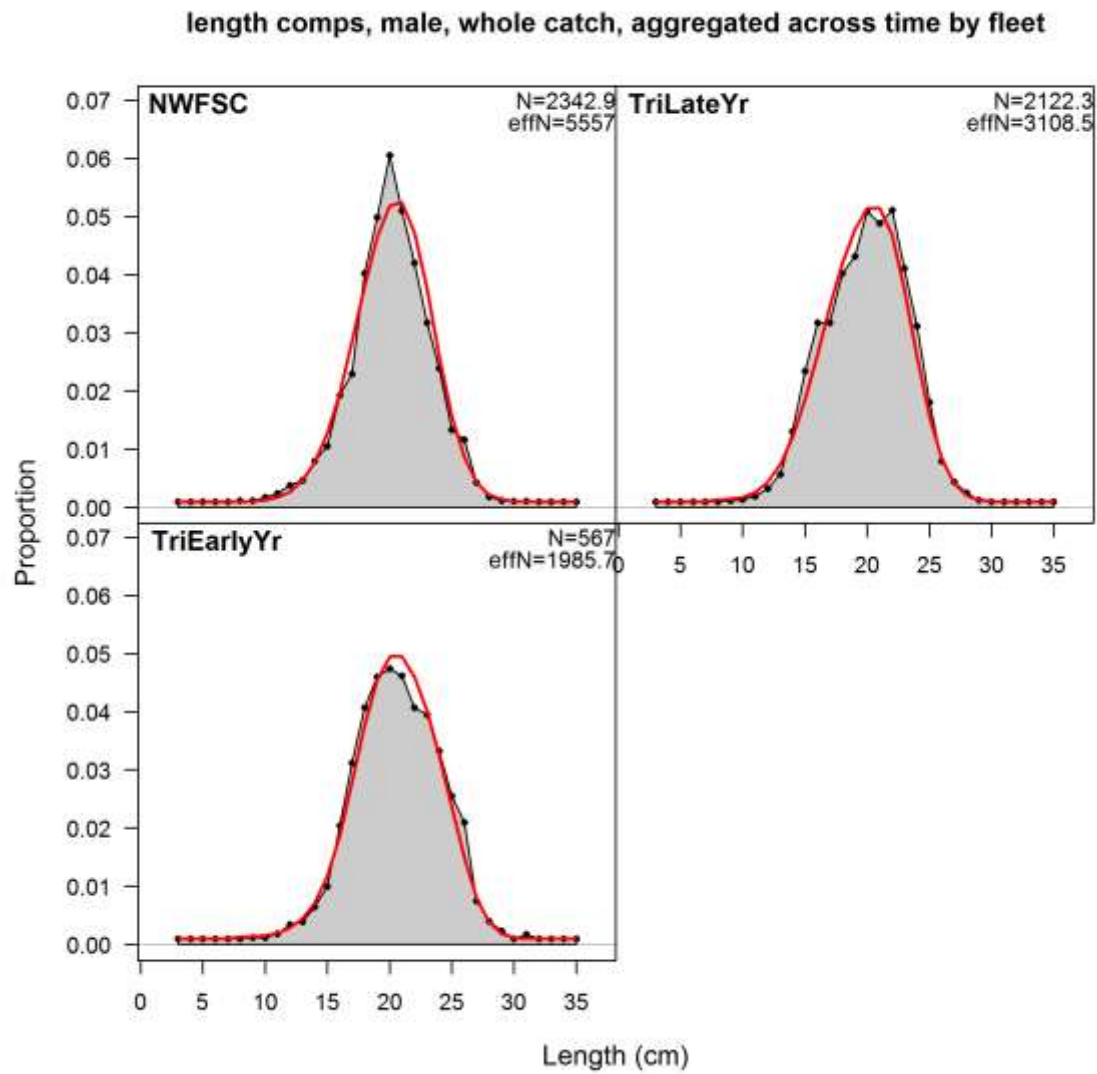 length comps, male, whole catch, aggregated across time by fleet
NWFSC
N=2342.9
effN=5557
TriLateYr
N=2122.3
effN=3108.5
0.07
0.06
0.05
0.04
0.03
0.02
0.01
0.00
TriEarlyYr
N=567
effN=1985.7
0 5 10 15 20 25 30 35
0.07
0.06
0.05
0.04
0.03
0.02
0.01
0.00
0 5 10 15 20 25 30 35
Proportion
Length (cm)